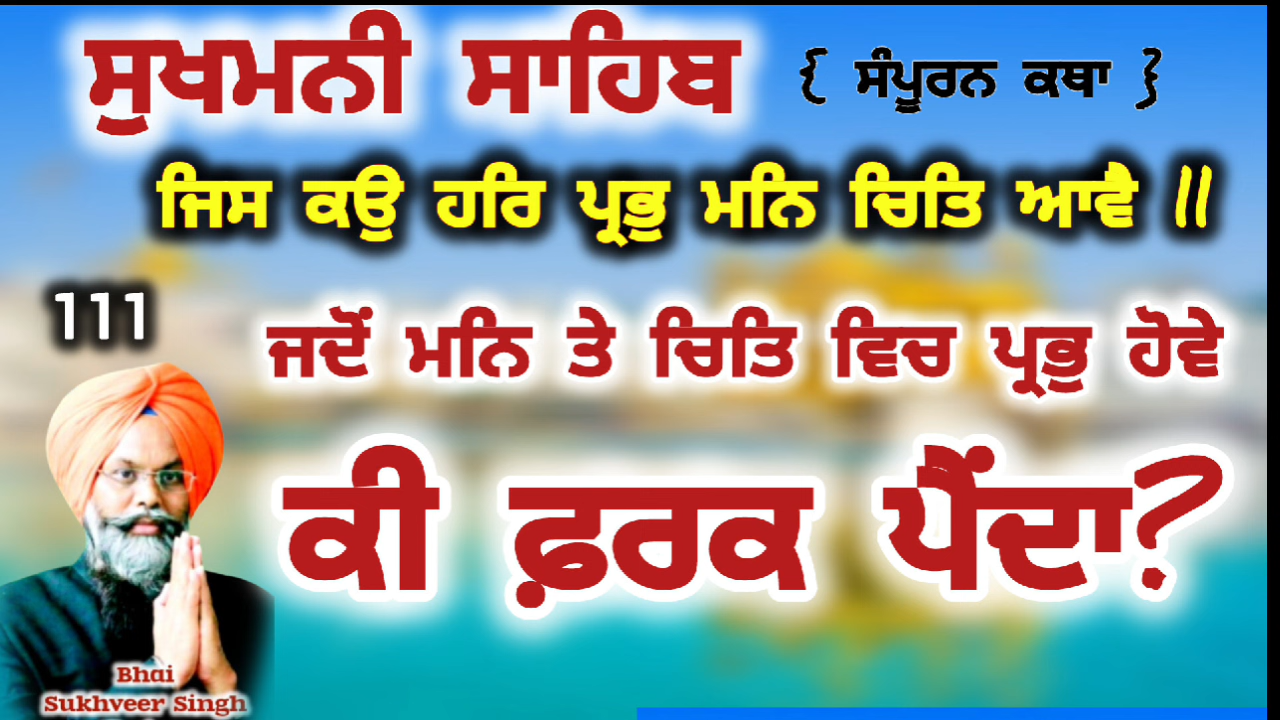 ਸੁਖਮਨੀ ਸਾਹਿਬ { ਸੰਪੂਰਨ ਕਥਾ }
ਜਿਸ ਕਉ ਹਰਿ ਪ੍ਰਭੁ ਮਨਿ ਚਿਤਿ ਆਵੈ ॥
111
ਜਦੋਂ ਮਨਿ ਤੇ ਚਿਤਿ ਵਿਚ ਪ੍ਰਭੁ ਹੋਵੇ
ਕੀ ਫ਼ਰਕ ਪੈਂਦਾ?
Bhai
Sukhveer Singh